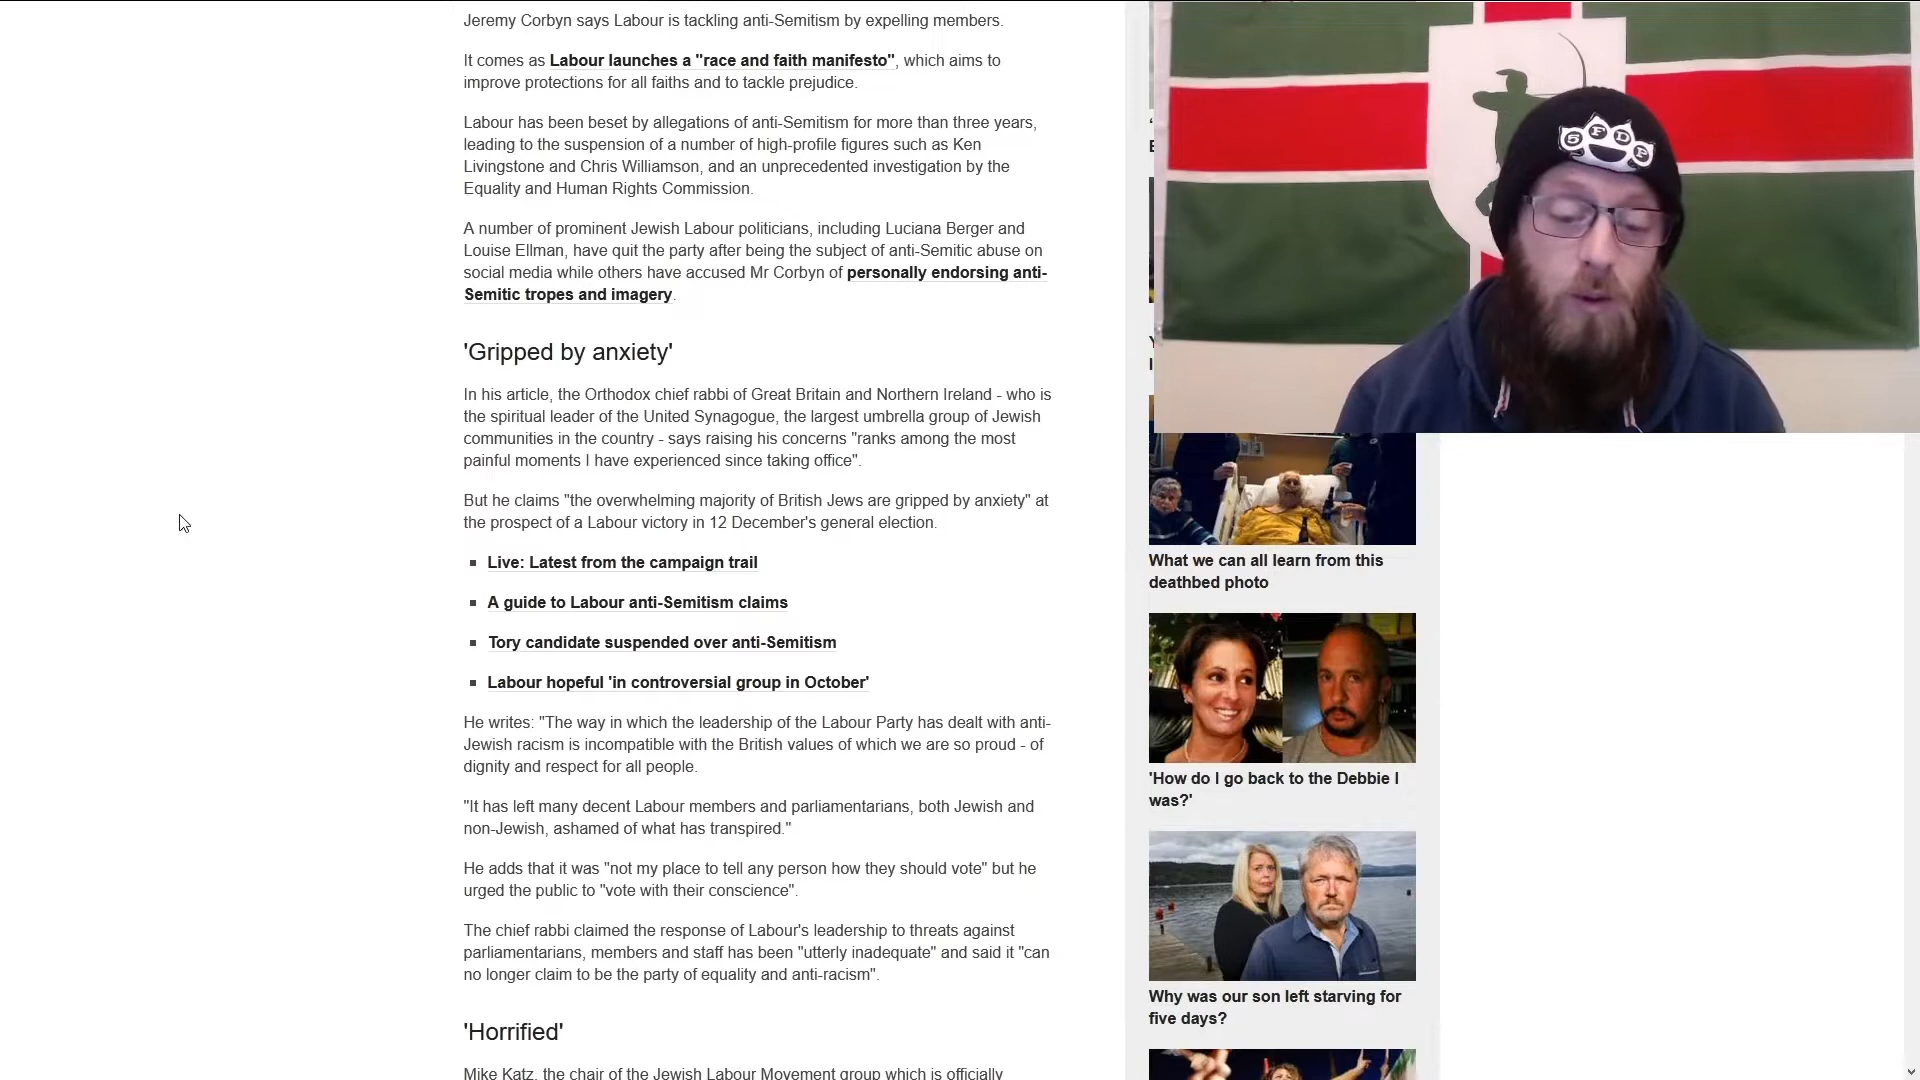 Jeremy Corbyn says Labour is tackling anti-Semitism by expelling members.
It comes as Labour launches a "race and faith manifesto", which aims to
improve protections for all faiths and to tackle prejudice.
Labour has been beset by allegations of anti-Semitism for more than three years,
leading to the suspension of a number of high-profile figures such as Ken
Livingstone and Chris Williamson, and an unprecedented investigation by the
Equality and Human Rights Commission.
A number of prominent Jewish Labour politicians, including Luciana Berger and
Louise Ellman, have quit the party after being the subject of anti-Semitic abuse on
social media while others have accused Mr Corbyn of personally endorsing anti-
Semitic tropes and imagery.
'Gripped by anxiety'
In his article, the Orthodox chief rabbi of Great Britain and Northern Ireland - who is
the spiritual leader of the United Synagogue, the largest umbrella group of Jewish
communities in the country - says raising his concerns "ranks among the most
painful moments I have experienced since taking office".
But he claims "the overwhelming majority of British Jews are gripped by anxiety" at
the prospect of a Labour victory in 12 December's general election.
Live: Latest from the campaign trail
A guide to Labour anti-Semitism claims
Tory candidate suspended over anti-Semitism
Labour hopeful 'in controversial group in October'
He writes: "The way in which the leadership of the Labour Party has dealt with anti-
Jewish racism is incompatible with the British values of which we are so proud - of
dignity and respect for all people.
"It has left many decent Labour members and parliamentarians, both Jewish and
non-Jewish, ashamed of what has transpired."
He adds that it was "not my place to tell any person how they should vote" but he
urged the public to "vote with their conscience".
The chief rabbi claimed the response of Labour's leadership to threats against
parliamentarians, members and staff has been "utterly inadequate" and said it "can
no longer claim to be the party of equality and anti-racism".
'Horrified'
Mike Katz, the chair of the Jewish Labour Movement group which is officially
5FDP
What we can all learn from this
deathbed photo
'How do I go back to the Debbie I
was?'
Why was our son left starving for
five days?